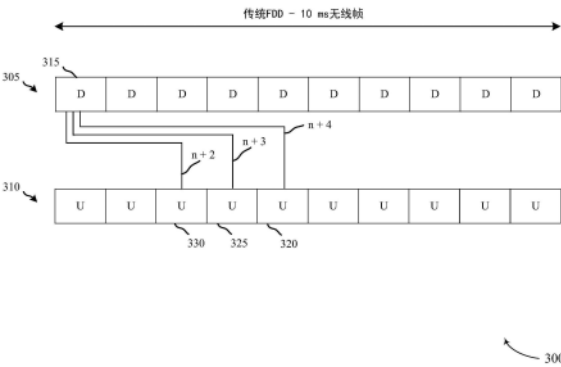 传统FDD - 10 ms无线帧
315
305
D D D D D D D D D D
n + 4
n + 3
n + 2
310
U U U U U U U U U U
330 325 320
300